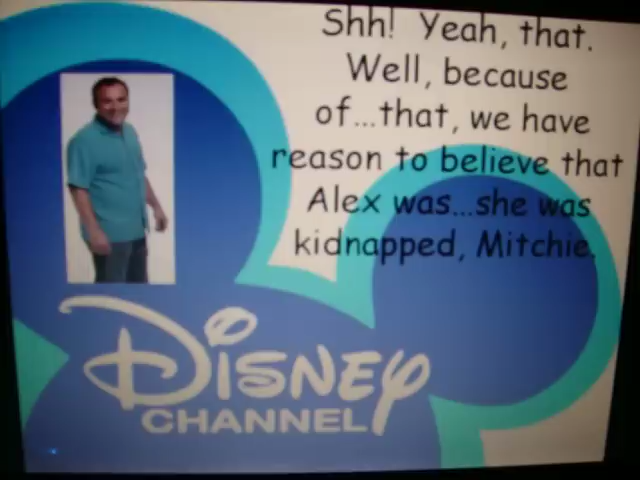 Shh! Yeah, that.
Well, because
of...that, we have
reason to believe that
Alex was...she was
kidnapped, Mitchie.
Disney
CHANNEL